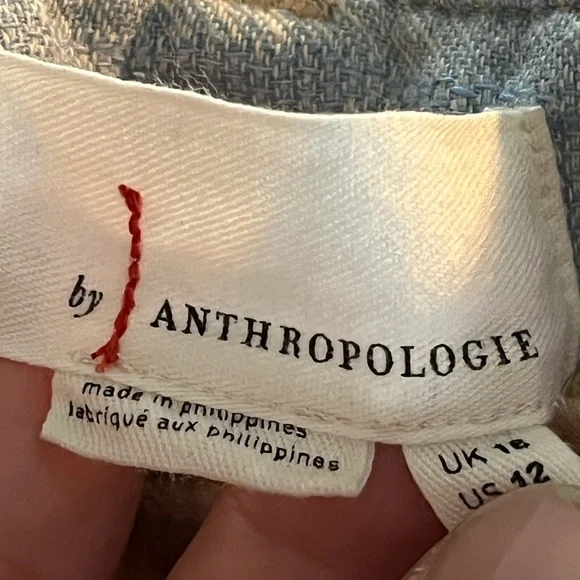 by ANTHROPOLOGIE
made in philippines
fabriqué aux philippines
UK 16
US 12